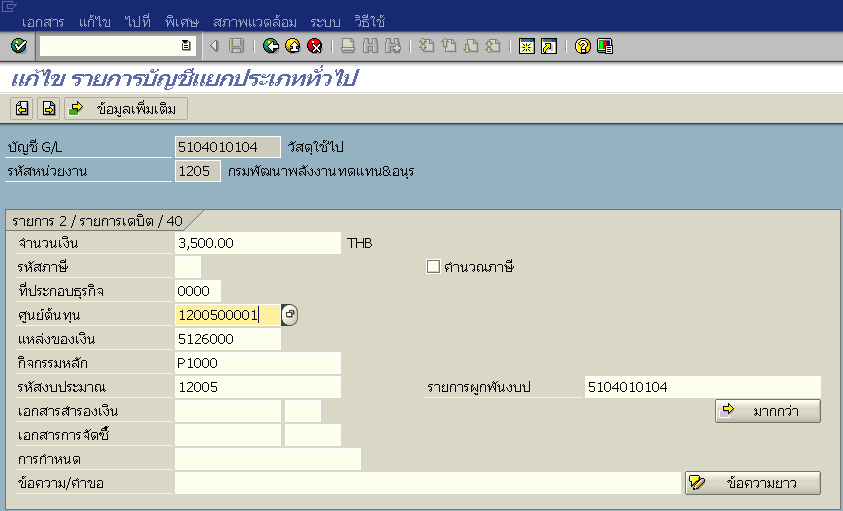 เอกสาร แก้ไข ไปที่ พิเศษ สภาพแวดล้อม ระบบ วิธีใช้
แก้ไข รายการบัญชีแยกประเภททั่วไป
ข้อมูลเพิ่มเติม
บัญชี G/L 5104010104 วัสดุใช้ไป
รหัสหน่วยงาน 1205 กรมพัฒนาพลังงานทดแทน&อนุร
รายการ 2 / รายการเดบิต / 40
จำนวนเงิน 3,500.00 THB
รหัสภาษี คำนวณภาษี
ที่ประกอบธุรกิจ 0000
ศูนย์ต้นทุน 1200500001
แหล่งของเงิน 5126000
กิจกรรมหลัก P1000
รหัสงบประมาณ 12005 รายการผูกพันงบป 5104010104
เอกสารสำรองเงิน มากกว่า
เอกสารการจัดซื้
การกำหนด
ข้อความ/คำขอ ข้อความยาว